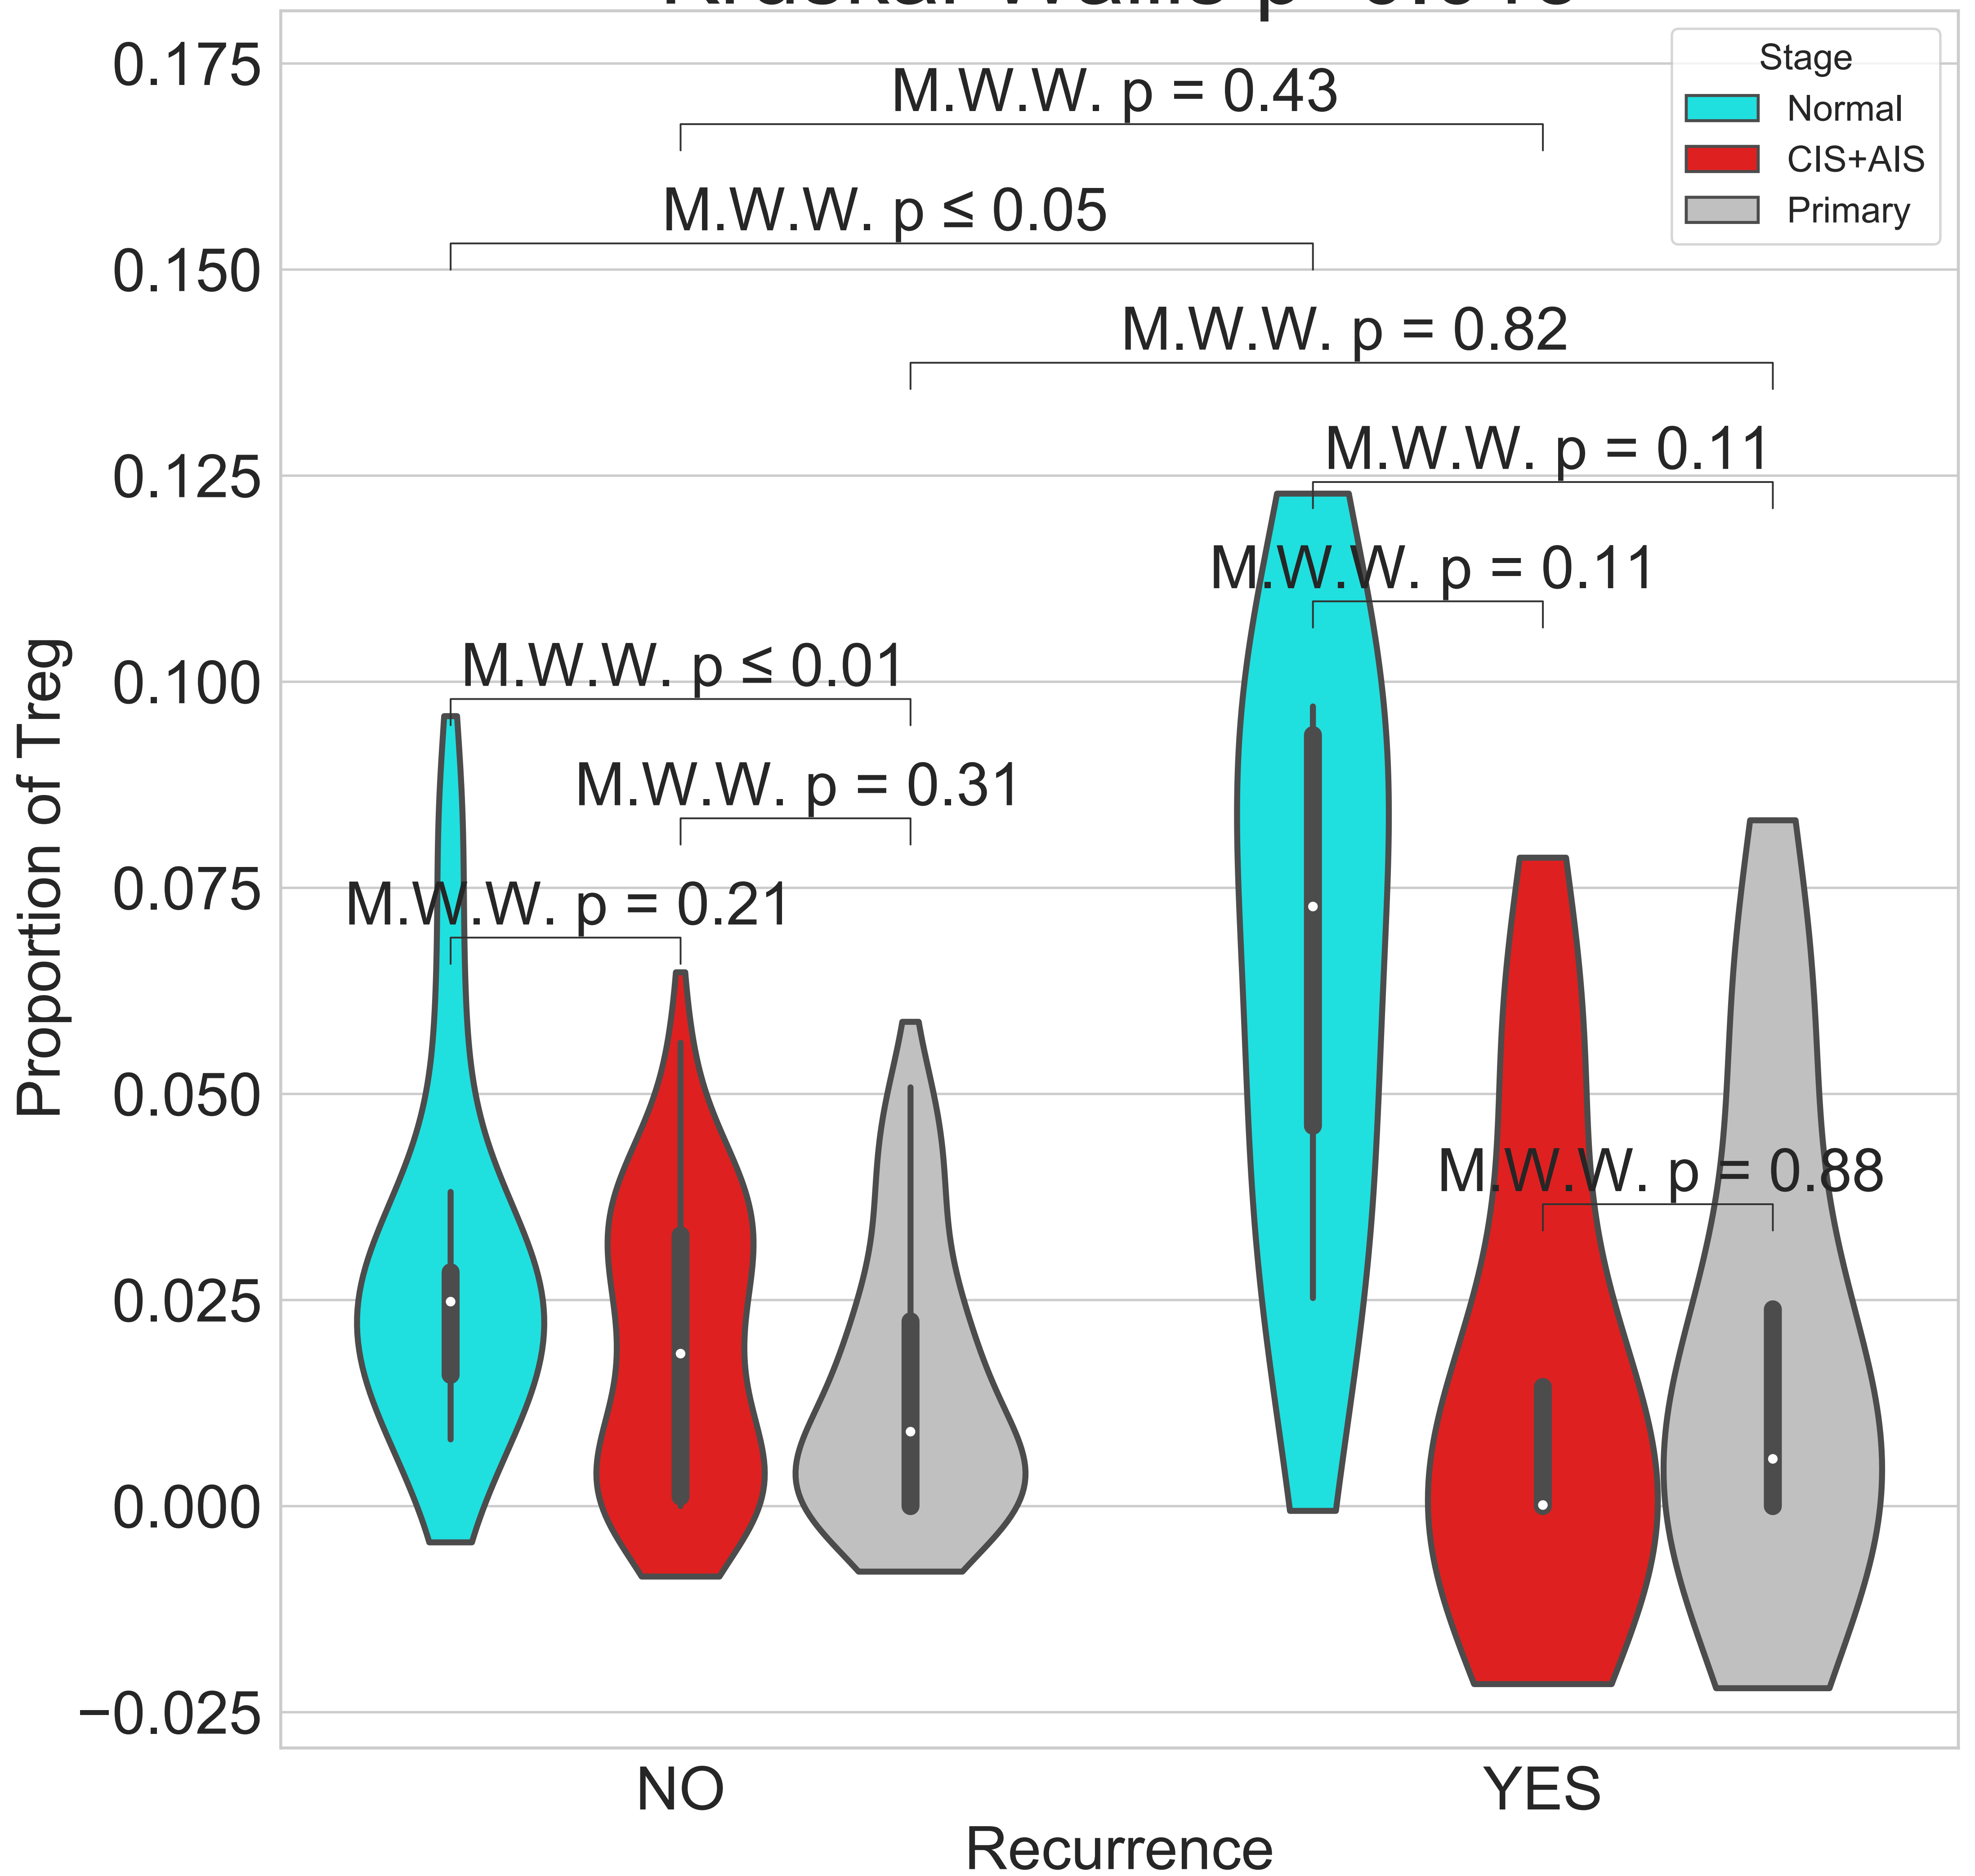 0.175
0.150
0.125
0.100
0.075
0.050
0.025
0.000
−0.025
Proportion of Treg
M.W.W. p = 0.43
M.W.W. p ≤ 0.05
M.W.W. p = 0.82
M.W.W. p = 0.11
M.W.W. p = 0.11
M.W.W. p ≤ 0.01
M.W.W. p = 0.31
M.W.W. p = 0.21
M.W.W. p = 0.88
Stage
Normal
CIS+AIS
Primary
NO
YES
Recurrence